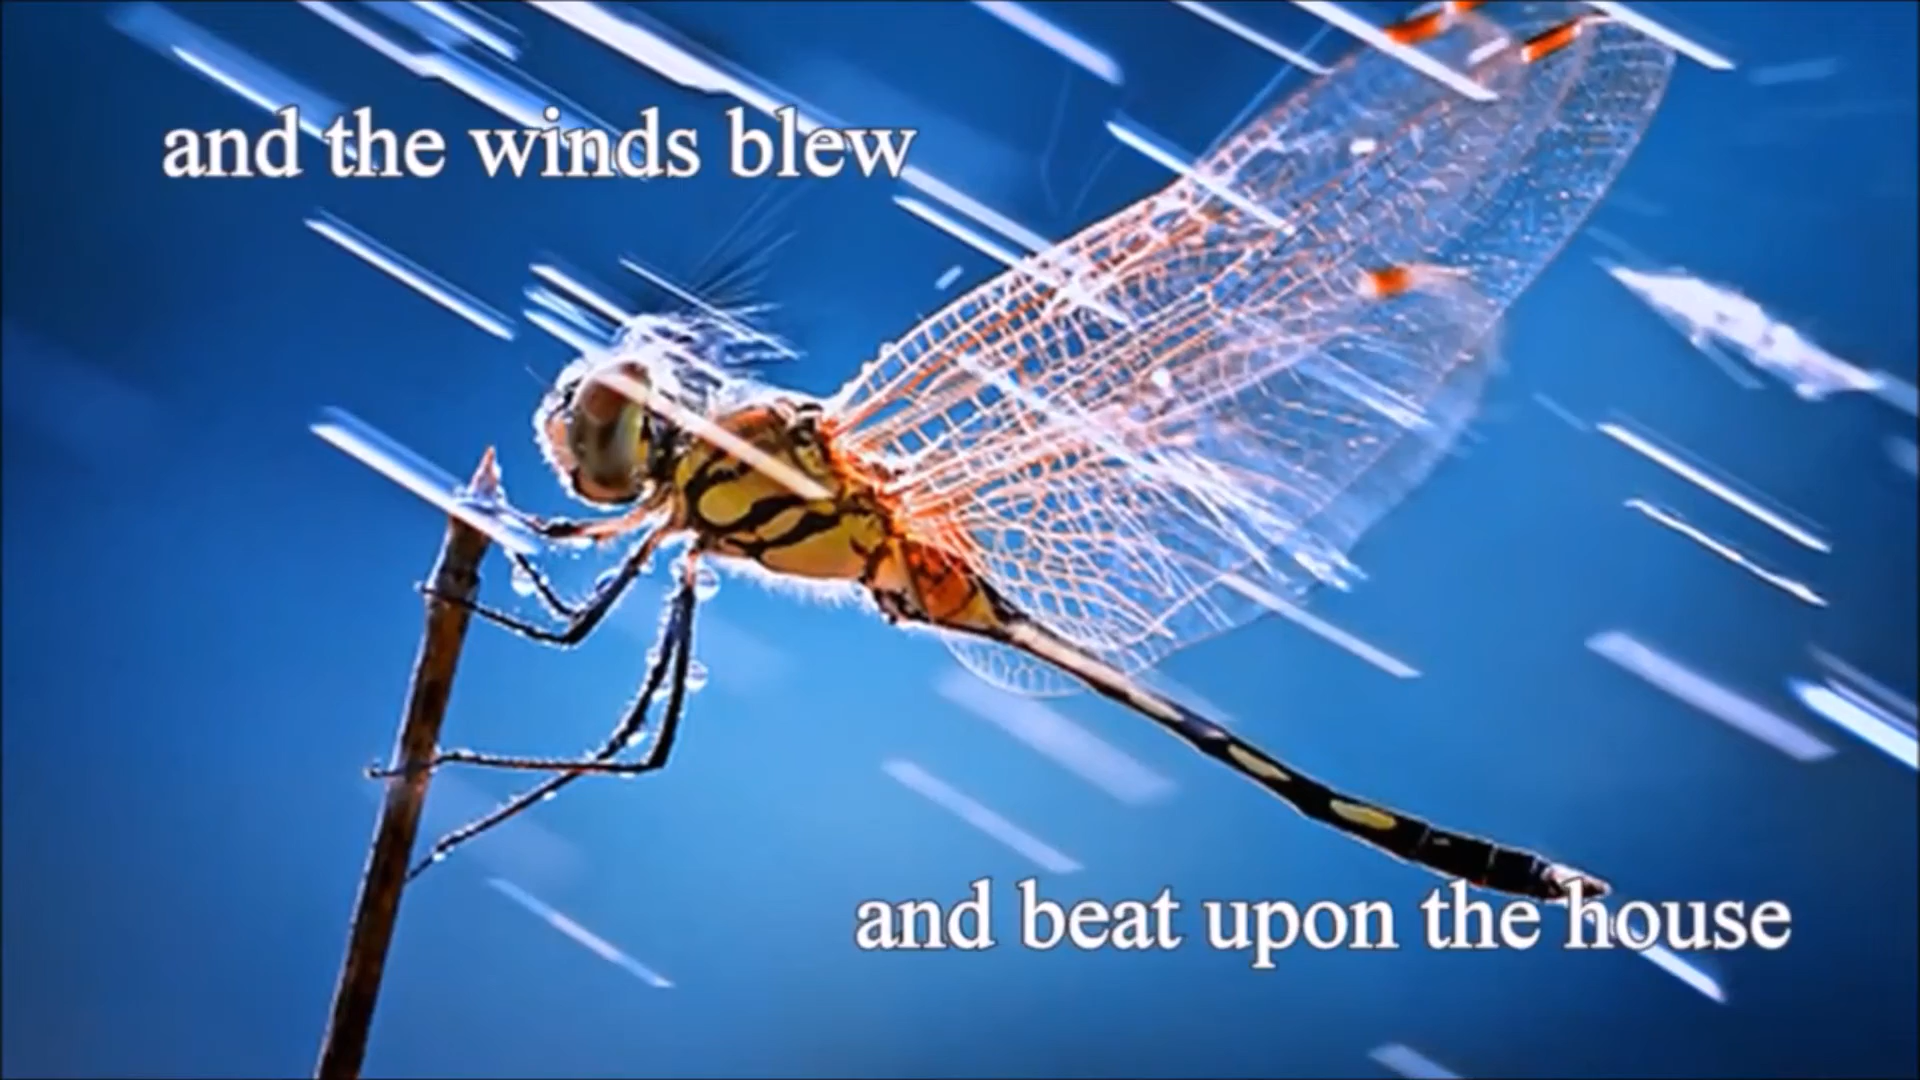 and the winds blew
and beat upon the house